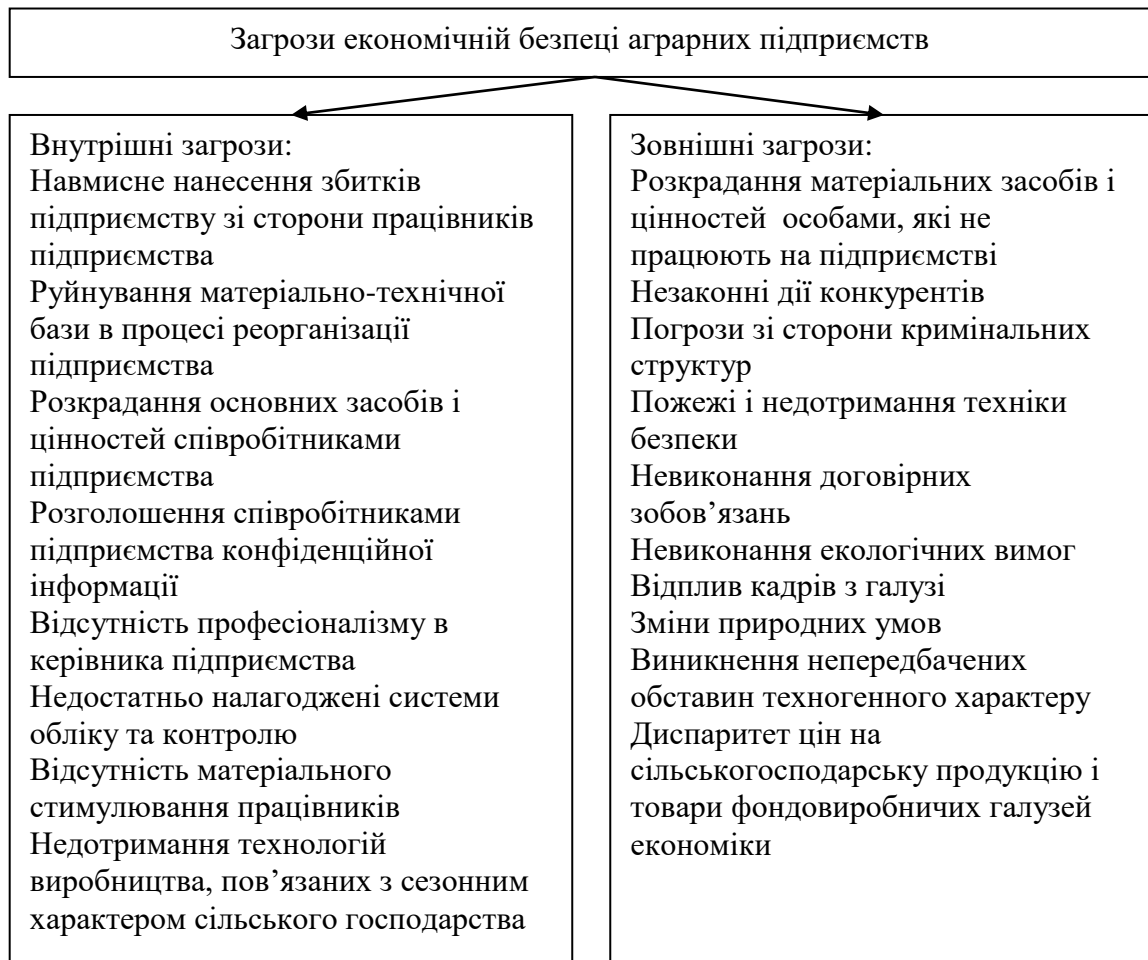 Загрози економічній безпеці аграрних підприємств
Внутрішні загрози:
Навмисне нанесення збитків
підприємству зі сторони працівників
підприємства
Руйнування матеріально-технічної
бази в процесі реорганізації
підприємства
Розкрадання основних засобів і
цінностей співробітниками
підприємства
Розголошення співробітниками
підприємства конфіденційної
інформації
Відсутність професіоналізму в
керівника підприємства
Недостатньо налагоджені системи
обліку та контролю
Відсутність матеріального
стимулювання працівників
Недотримання технологій
виробництва, пов’язаних з сезонним
характером сільського господарства
Зовнішні загрози:
Розкрадання матеріальних засобів і
цінностей особами, які не
працюють на підприємстві
Незаконні дії конкурентів
Погрози зі сторони кримінальних
структур
Пожежі і недотримання техніки
безпеки
Невиконання договірних
зобов’язань
Невиконання екологічних вимог
Відплив кадрів з галузі
Зміни природних умов
Виникнення непередбачених
обставин техногенного характеру
Диспаритет цін на
сільськогосподарську продукцію і
товари фондовиробничих галузей
економіки